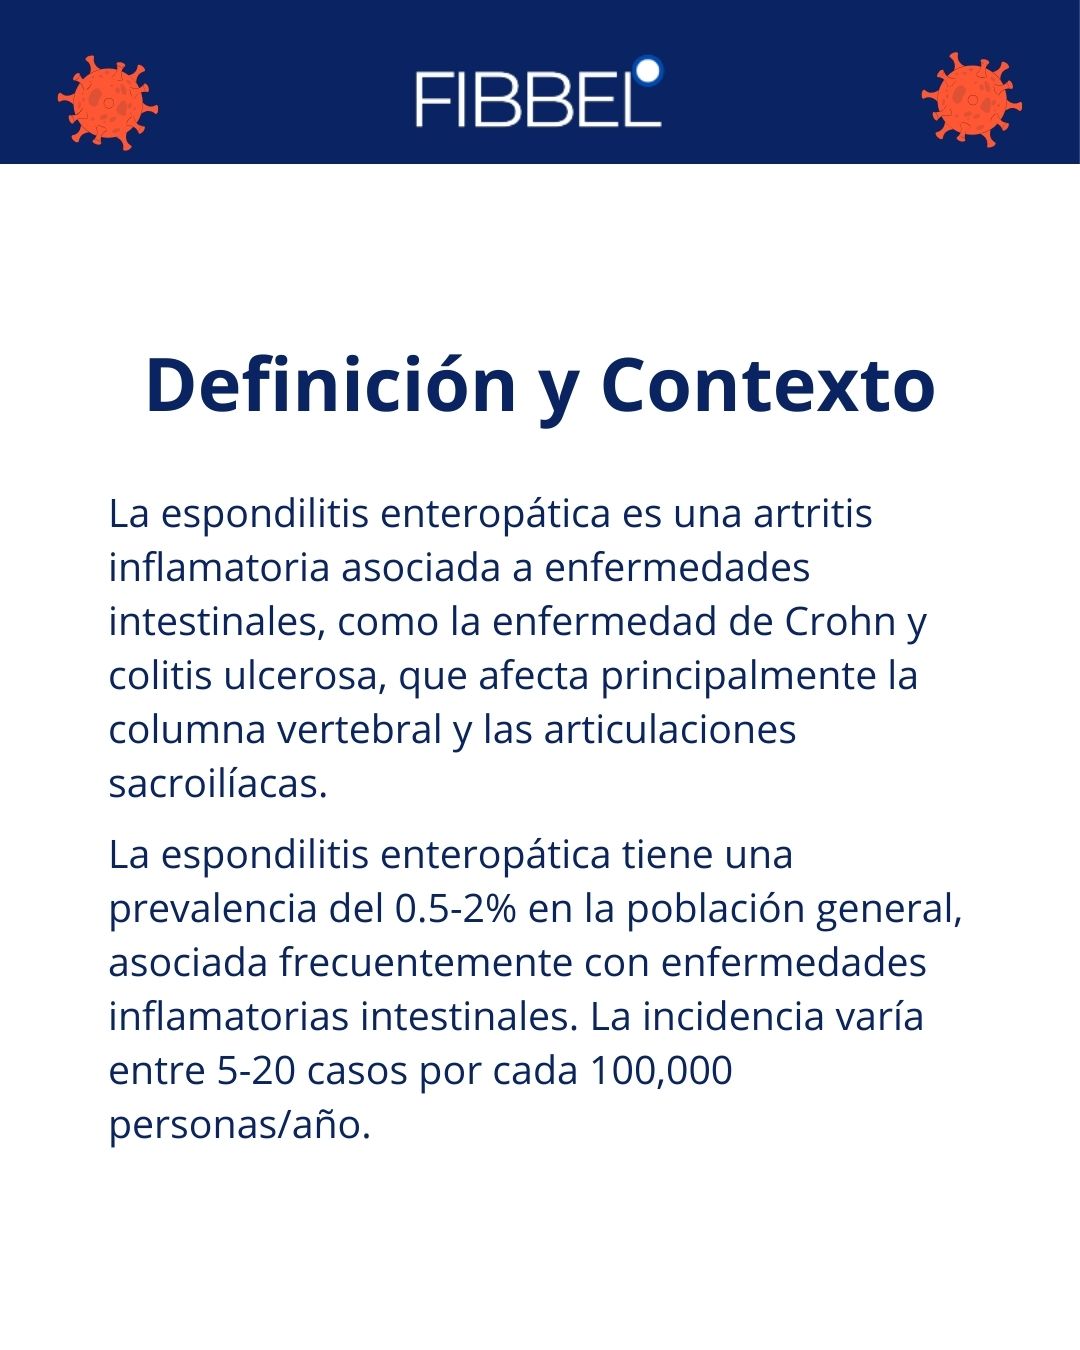 FIBBEL
Definición y Contexto
La espondilitis enteropática es una artritis
inflamatoria asociada a enfermedades
intestinales, como la enfermedad de Crohn y
colitis ulcerosa, que afecta principalmente la
columna vertebral y las articulaciones
sacroilíacas.
La espondilitis enteropática tiene una
prevalencia del 0.5-2% en la población general,
asociada frecuentemente con enfermedades
inflamatorias intestinales. La incidencia varía
entre 5-20 casos por cada 100,000
personas/año.